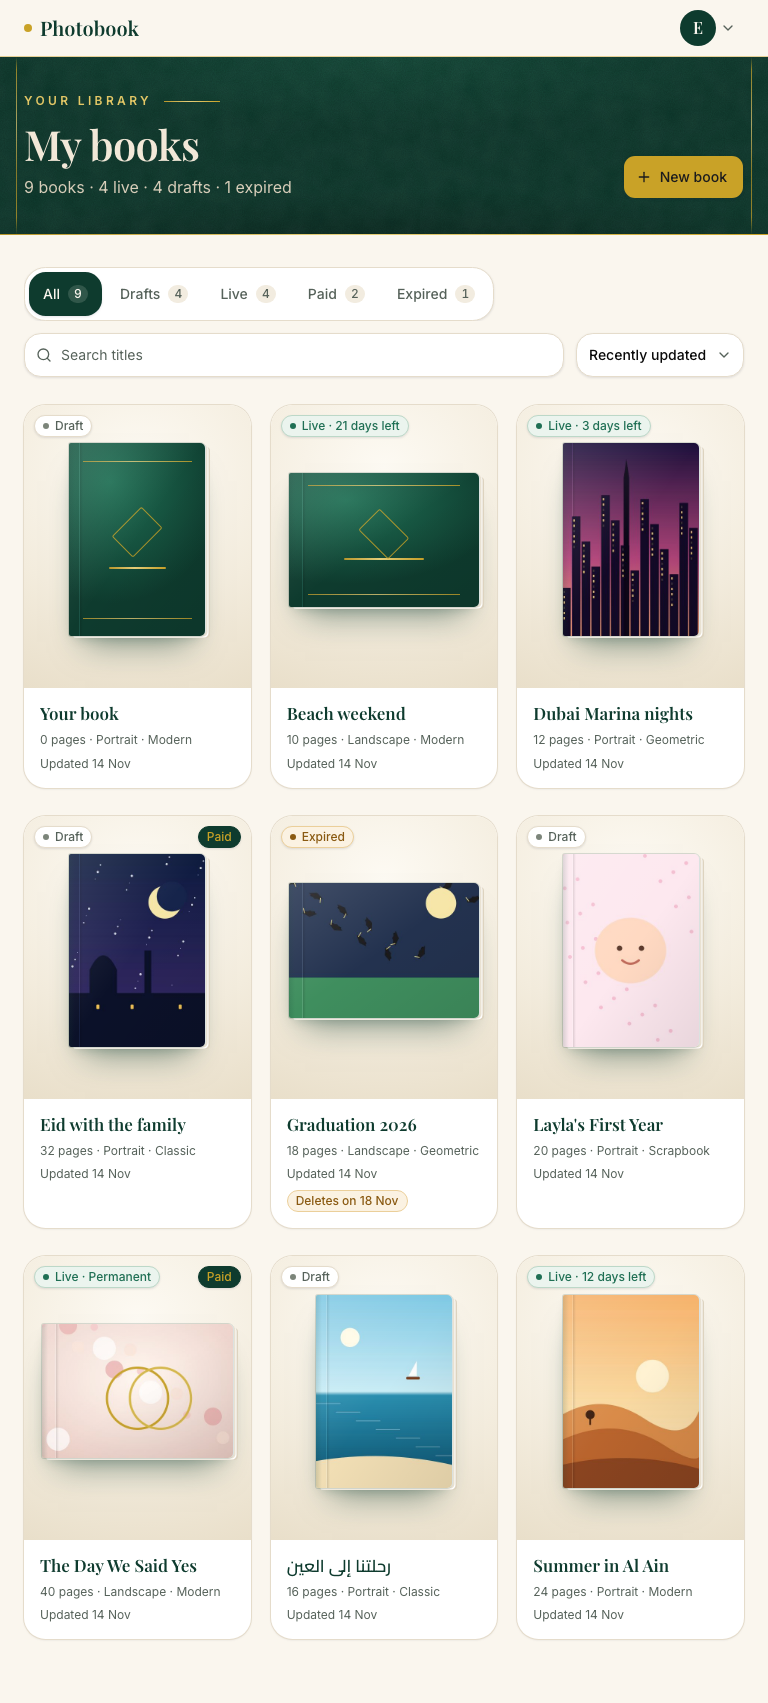 Photobook
E
YOUR LIBRARY
My books
9 books · 4 live · 4 drafts · 1 expired
+ New book
All 9
Drafts 4
Live 4
Paid 2
Expired 1
Search titles
Recently updated
Draft
Your book
0 pages · Portrait · Modern
Updated 14 Nov
Live · 21 days left
Beach weekend
10 pages · Landscape · Modern
Updated 14 Nov
Live · 3 days left
Dubai Marina nights
12 pages · Portrait · Geometric
Updated 14 Nov
Draft
Paid
Eid with the family
32 pages · Portrait · Classic
Updated 14 Nov
Expired
Graduation 2026
18 pages · Landscape · Geometric
Updated 14 Nov
Deletes on 18 Nov
Draft
Layla's First Year
20 pages · Portrait · Scrapbook
Updated 14 Nov
Live · Permanent
Paid
The Day We Said Yes
40 pages · Landscape · Modern
Updated 14 Nov
Draft
رحلتنا إلى العين
16 pages · Portrait · Classic
Updated 14 Nov
Live · 12 days left
Summer in Al Ain
24 pages · Portrait · Modern
Updated 14 Nov